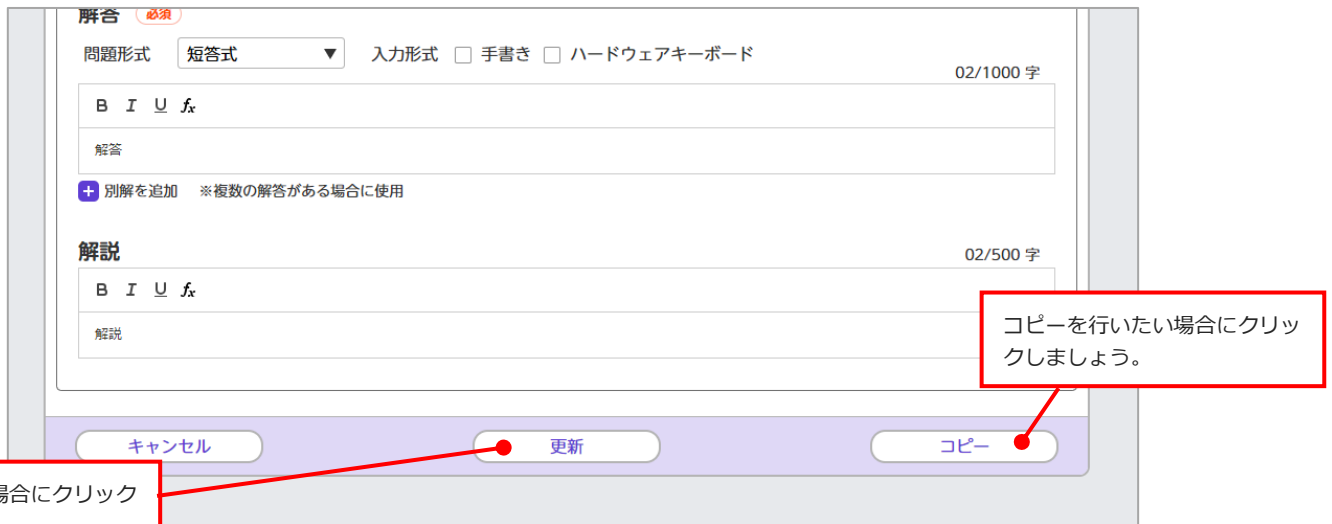 解答 必須
問題形式 短答式 ▼ 入力形式 手書き ハードウェアキーボード
02/1000 字
B I U fx
解答
+ 別解を追加 ※複数の解答がある場合に使用
解説 02/500 字
B I U fx
解説
コピーを行いたい場合にクリッ
クしましょう。
キャンセル 更新 コピー
場合にクリック